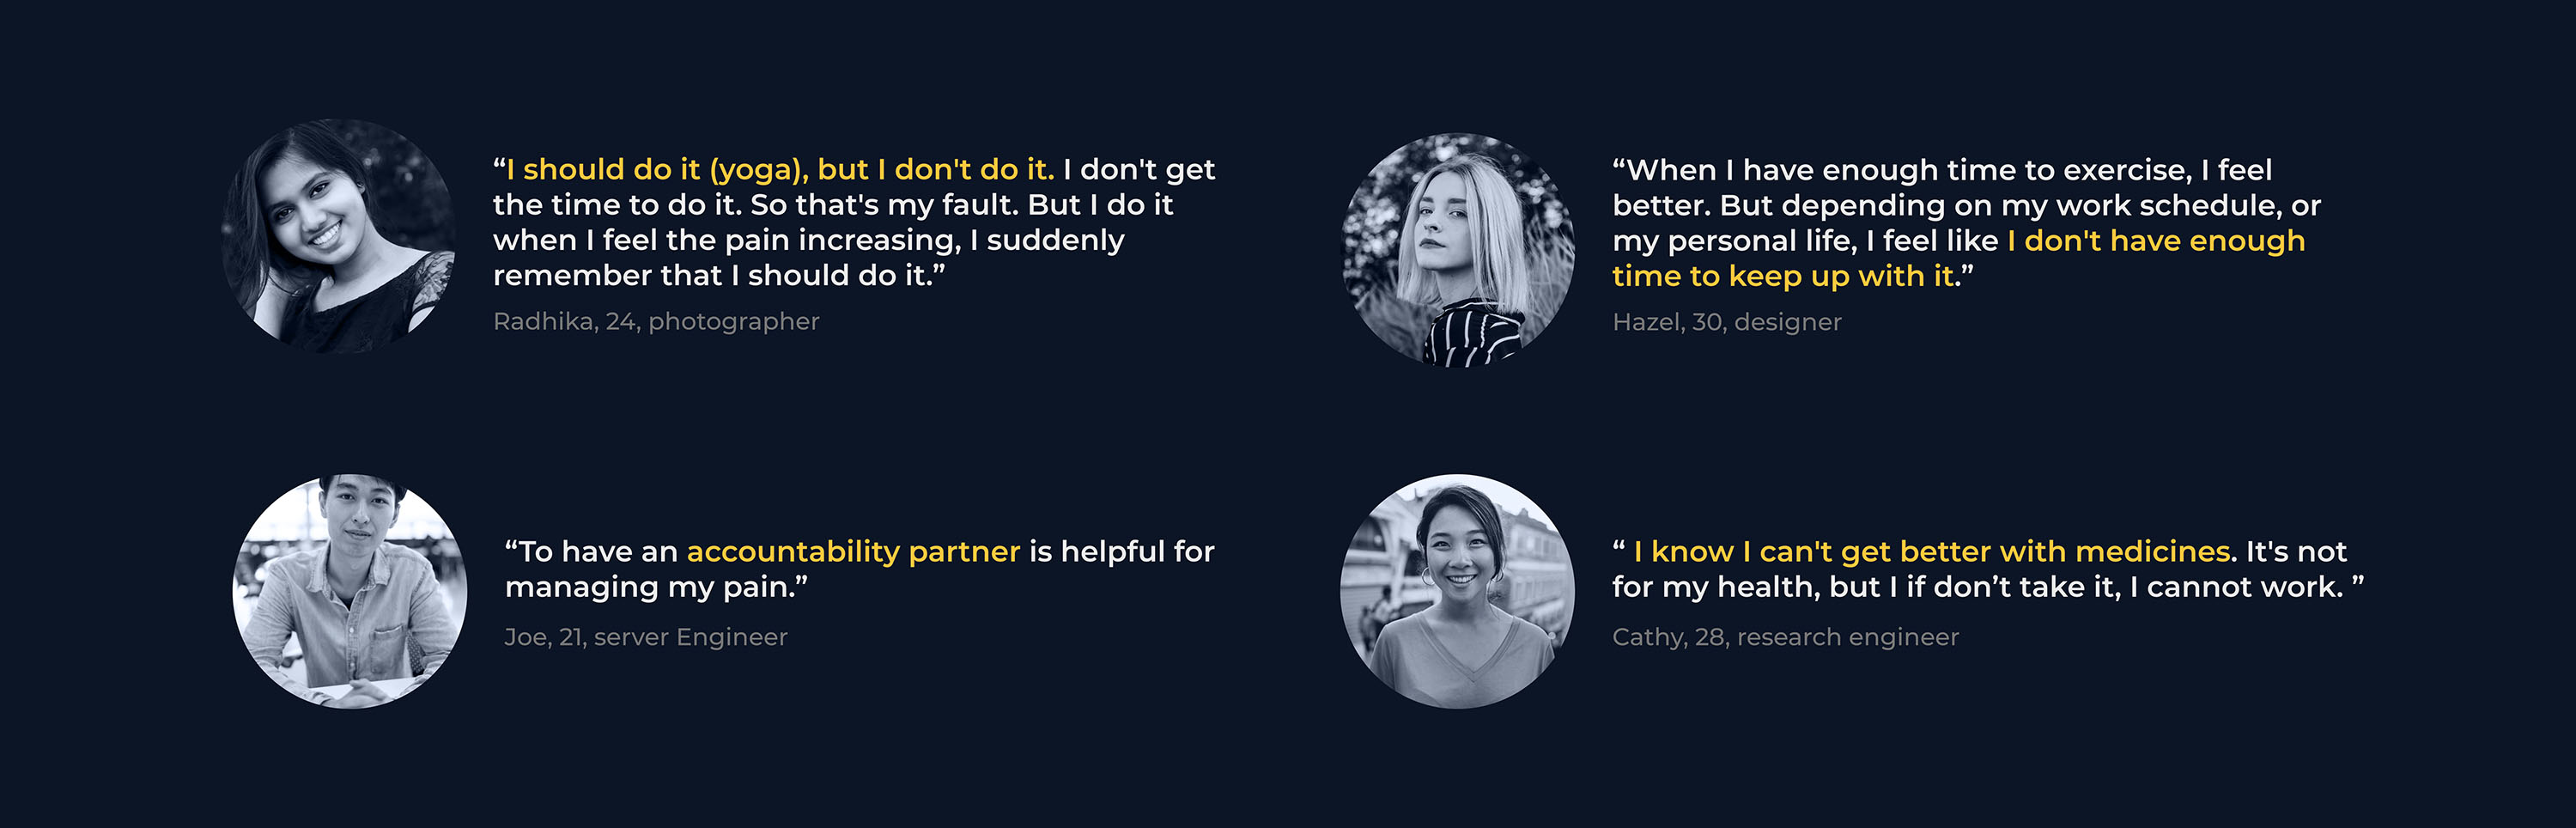 “I should do it (yoga), but I don't do it. I don't get
the time to do it. So that's my fault. But I do it
when I feel the pain increasing, I suddenly
remember that I should do it.”
Radhika, 24, photographer
“When I have enough time to exercise, I feel
better. But depending on my work schedule, or
my personal life, I feel like I don't have enough
time to keep up with it.”
Hazel, 30, designer
“To have an accountability partner is helpful for
managing my pain.”
Joe, 21, server Engineer
“ I know I can't get better with medicines. It's not
for my health, but I if don’t take it, I cannot work. ”
Cathy, 28, research engineer